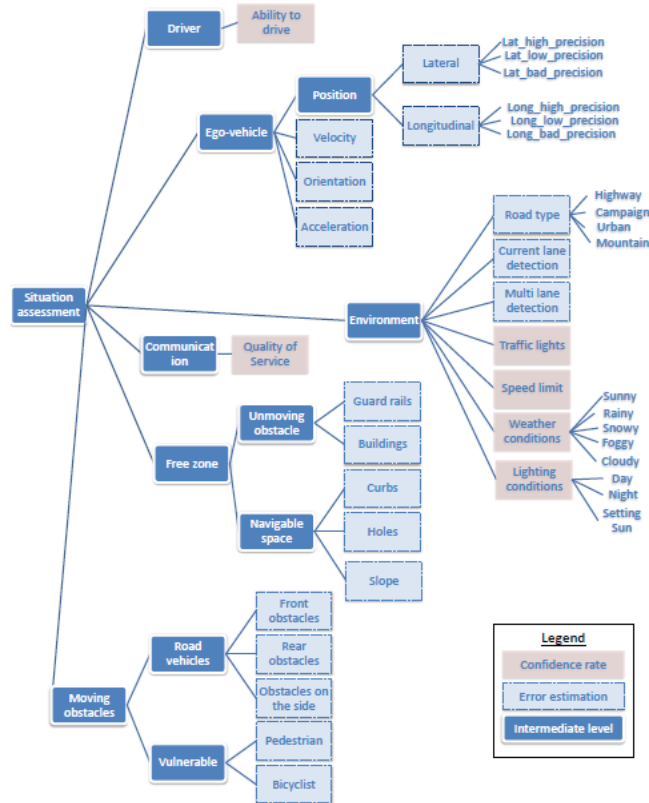 Driver
Ability to
drive
Ego-vehicle
Position
Lateral
Lat_high_precision
Lat_low_precision
Lat_bad_precision
Longitudinal
Long_high_precision
Long_low_precision
Long_bad_precision
Velocity
Orientation
Acceleration
Situation
assessment
Environment
Road type
Highway
Campaign
Urban
Mountain
Current lane
detection
Multi lane
detection
Traffic lights
Speed limit
Weather
conditions
Sunny
Rainy
Snowy
Foggy
Cloudy
Lighting
conditions
Day
Night
Setting
Sun
Communicat
ion
Quality of
Service
Free zone
Unmoving
obstacle
Guard rails
Buildings
Navigable
space
Curbs
Holes
Slope
Moving
obstacles
Road
vehicles
Front
obstacles
Rear
obstacles
Obstacles on
the side
Vulnerable
Pedestrian
Bicyclist
Legend
Confidence rate
Error estimation
Intermediate level